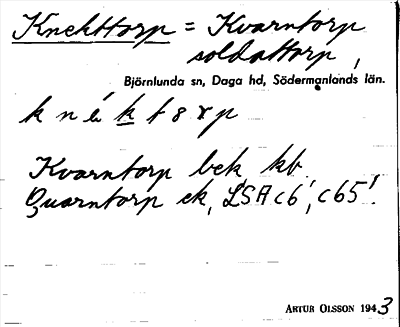 Knekttorp = Kvarntorp
soldattorp,
Björnlunda sn, Daga hd, Södermanlands län.
k n é k t 8 r p
Kvarntorp bek, kb.
Quarntorp ek, LSA c6, c65.
ARTUR OLSSON 1943